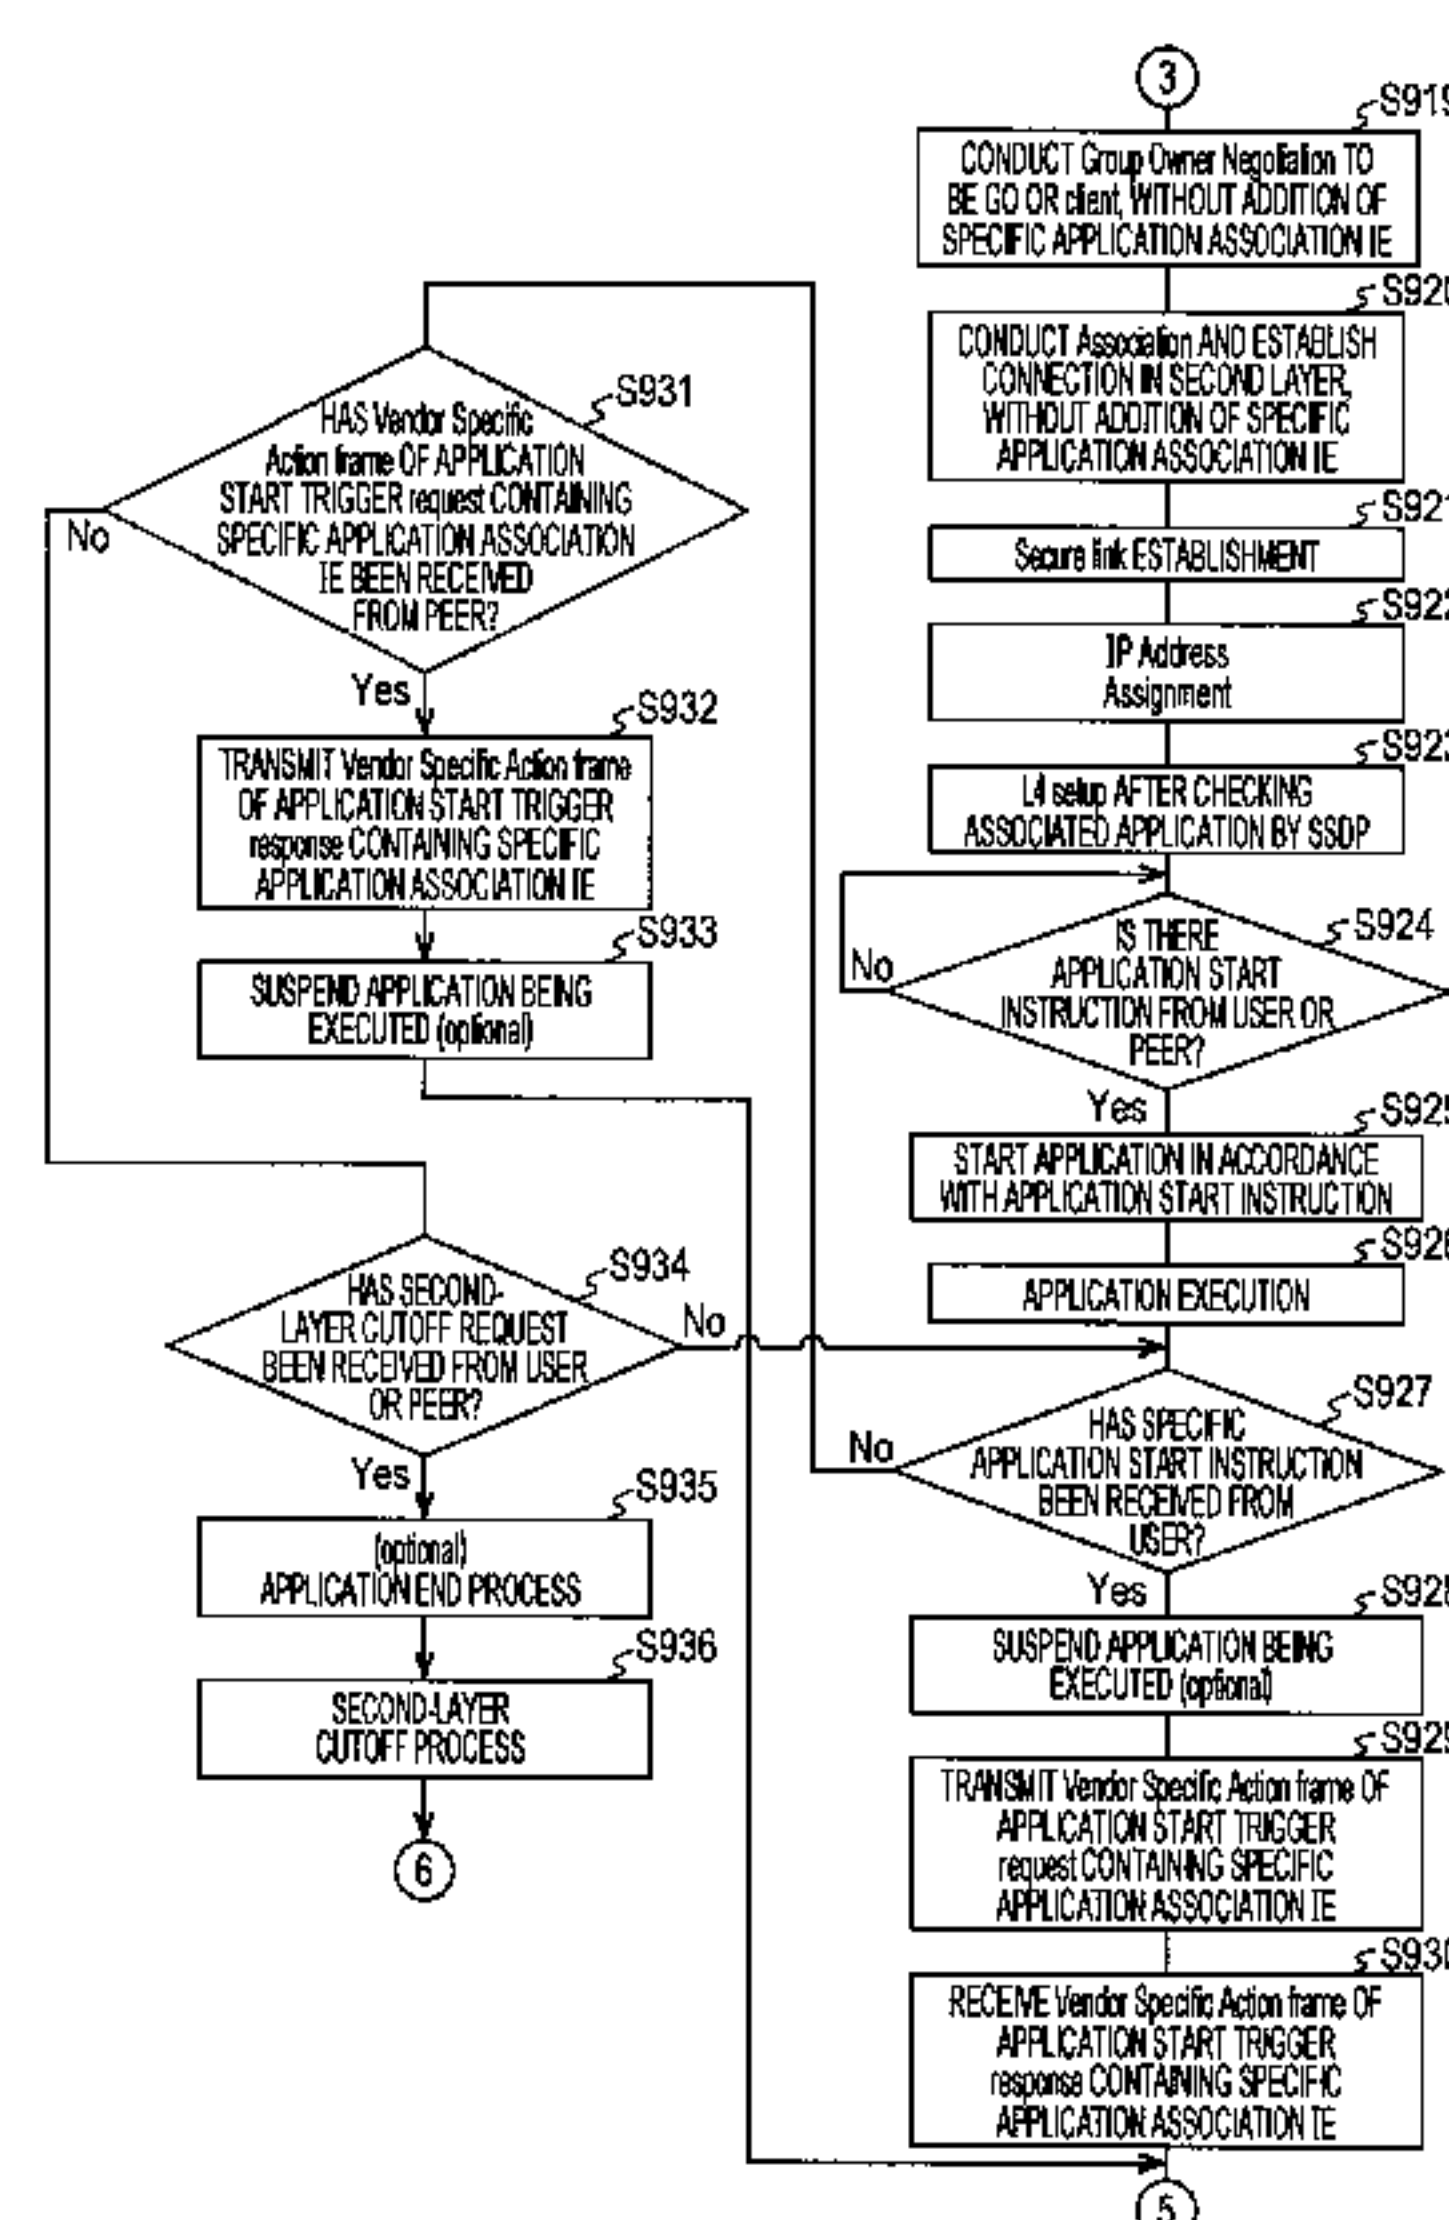 3
S919
CONDUCT Group Owner Negotiation TO
BE GO OR client, WITHOUT ADDITION OF
SPECIFIC APPLICATION ASSOCIATION IE
S920
CONDUCT Association AND ESTABLISH
CONNECTION IN SECOND LAYER,
WITHOUT ADDITION OF SPECIFIC
APPLICATION ASSOCIATION IE
S921
Secure link ESTABLISHMENT
S922
IP Address
Assignment
S923
L4 setup AFTER CHECKING
ASSOCIATED APPLICATION BY SSDP
S924
IS THERE
APPLICATION START
INSTRUCTION FROM USER OR
PEER?
No
Yes
S925
START APPLICATION IN ACCORDANCE
WITH APPLICATION START INSTRUCTION
S926
APPLICATION EXECUTION
S927
HAS SPECIFIC
APPLICATION START INSTRUCTION
BEEN RECEIVED FROM
USER?
No
Yes
S928
SUSPEND APPLICATION BEING
EXECUTED (optional)
S929
TRANSMIT Vendor Specific Action frame OF
APPLICATION START TRIGGER
request CONTAINING SPECIFIC
APPLICATION ASSOCIATION IE
S930
RECEIVE Vendor Specific Action frame OF
APPLICATION START TRIGGER
response CONTAINING SPECIFIC
APPLICATION ASSOCIATION IE
5
S931
HAS Vendor Specific
Action frame OF APPLICATION
START TRIGGER request CONTAINING
SPECIFIC APPLICATION ASSOCIATION
IE BEEN RECEIVED
FROM PEER?
No
Yes
S932
TRANSMIT Vendor Specific Action frame
OF APPLICATION START TRIGGER
response CONTAINING SPECIFIC
APPLICATION ASSOCIATION IE
S933
SUSPEND APPLICATION BEING
EXECUTED (optional)
S934
HAS SECOND-
LAYER CUTOFF REQUEST
BEEN RECEIVED FROM USER
OR PEER?
No
Yes
S935
(optional)
APPLICATION END PROCESS
S936
SECOND-LAYER
CUTOFF PROCESS
6